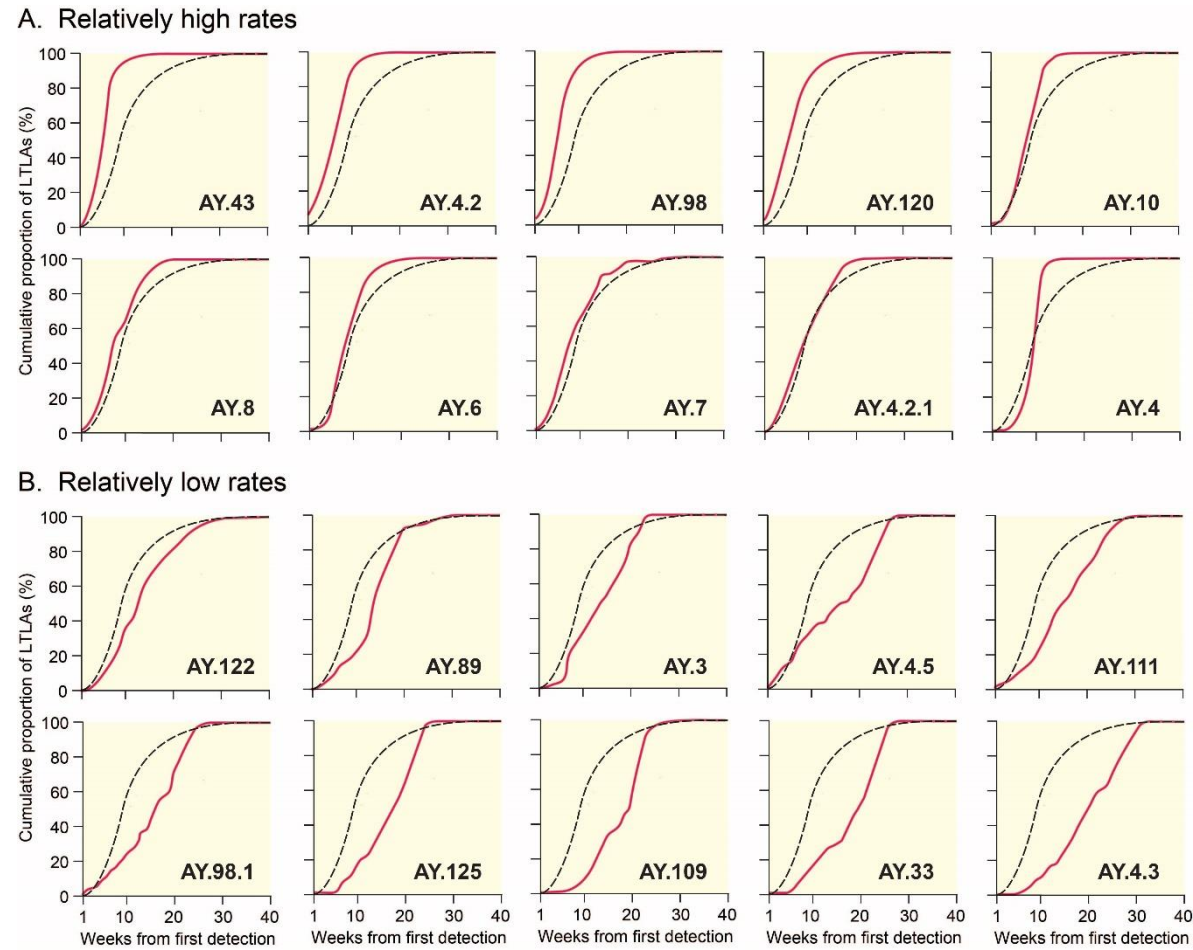 A. Relatively high rates
Cumulative proportion of LTLAs (%)
100
80
60
40
20
0
AY.43
AY.4.2
AY.98
AY.120
AY.10
100
80
60
40
20
0
AY.8
AY.6
AY.7
AY.4.2.1
AY.4
B. Relatively low rates
Cumulative proportion of LTLAs (%)
100
80
60
40
20
0
AY.122
AY.89
AY.3
AY.4.5
AY.111
100
80
60
40
20
0
AY.98.1
AY.125
AY.109
AY.33
AY.4.3
1 10 20 30 40
1 10 20 30 40
1 10 20 30 40
1 10 20 30 40
1 10 20 30 40
Weeks from first detection
Weeks from first detection
Weeks from first detection
Weeks from first detection
Weeks from first detection